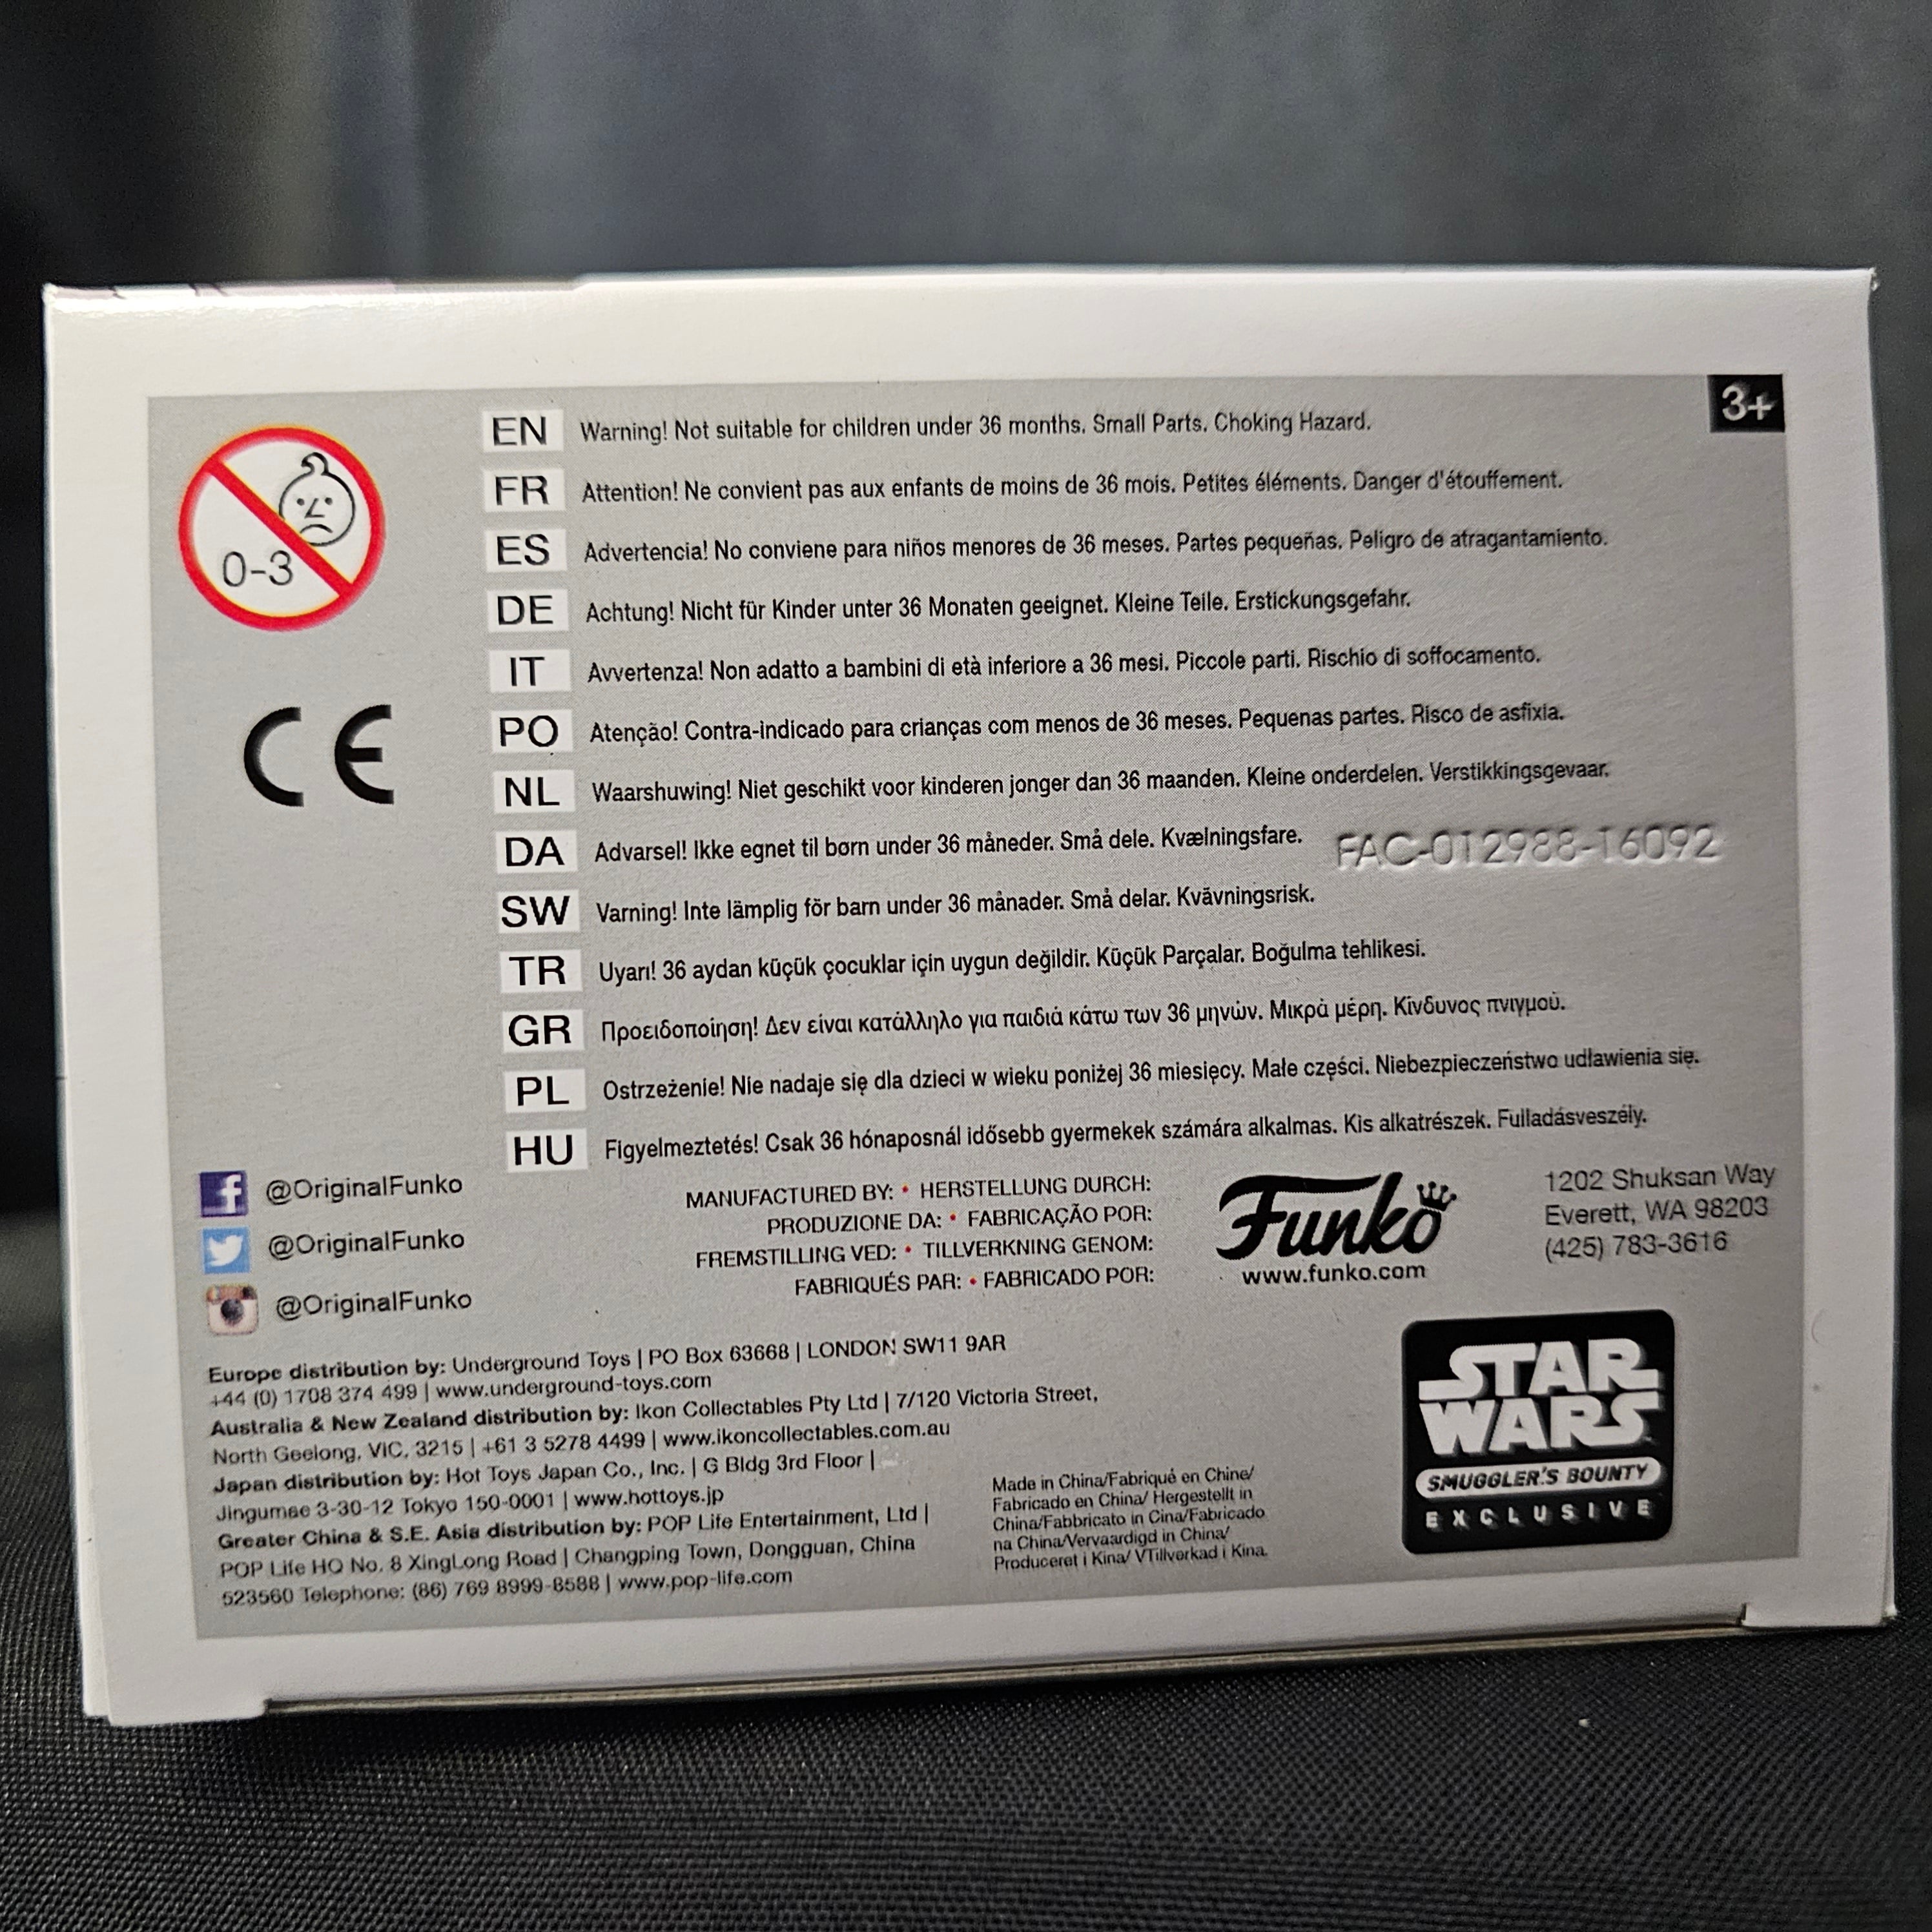 3+
0-3
CE
EN Warning! Not suitable for children under 36 months. Small Parts. Choking Hazard.
FR Attention! Ne convient pas aux enfants de moins de 36 mois. Petites éléments. Danger d'étouffement.
ES Advertencia! No conviene para niños menores de 36 meses. Partes pequeñas. Peligro de atragantamiento.
DE Achtung! Nicht für Kinder unter 36 Monaten geeignet. Kleine Teile. Erstickungsgefahr.
IT Avvertenza! Non adatto a bambini di età inferiore a 36 mesi. Piccole parti. Rischio di soffocamento.
PO Atenção! Contra-indicado para crianças com menos de 36 meses. Pequenas partes. Risco de asfixia.
NL Waarshuwing! Niet geschikt voor kinderen jonger dan 36 maanden. Kleine onderdelen. Verstikkingsgevaar.
DA Advarsel! Ikke egnet til børn under 36 måneder. Små dele. Kvælningsfare.
FAC-012988-16092
SW Varning! Inte lämplig för barn under 36 månader. Små delar. Kvävningsrisk.
TR Uyarı! 36 aydan küçük çocuklar için uygun değildir. Küçük Parçalar. Boğulma tehlikesi.
GR Προειδοποίηση! Δεν είναι κατάλληλο για παιδιά κάτω των 36 μηνών. Μικρά μέρη. Κίνδυνος πνιγμού.
PL Ostrzeżenie! Nie nadaje się dla dzieci w wieku poniżej 36 miesięcy. Małe części. Niebezpieczeństwo udławienia się.
HU Figyelmeztetés! Csak 36 hónaposnál idősebb gyermekek számára alkalmas. Kis alkatrészek. Fulladásveszély.
@OriginalFunko
@OriginalFunko
@OriginalFunko
MANUFACTURED BY: • HERSTELLUNG DURCH:
PRODUZIONE DA: • FABRICAÇÃO POR:
FREMSTILLING VED: • TILLVERKNING GENOM:
FABRIQUÉS PAR: • FABRICADO POR:
Funko
www.funko.com
1202 Shuksan Way
Everett, WA 98203
(425) 783-3616
Europe distribution by: Underground Toys | PO Box 63668 | LONDON SW11 9AR
+44 (0) 1708 374 499 | www.underground-toys.com
Australia & New Zealand distribution by: Ikon Collectables Pty Ltd | 7/120 Victoria Street,
North Geelong, VIC, 3215 | +61 3 5278 4499 | www.ikoncollectables.com.au
Japan distribution by: Hot Toys Japan Co., Inc. | G Bldg 3rd Floor |
Jingumae 3-30-12 Tokyo 150-0001 | www.hottoys.jp
Greater China & S.E. Asia distribution by: POP Life Entertainment, Ltd |
POP Life HQ No. 8 XingLong Road | Changping Town, Dongguan, China
523560 Telephone: (86) 769 8999-8588 | www.pop-life.com
Made in China/Fabriqué en Chine/
Fabricado en China/ Hergestellt in
China/Fabbricato in Cina/Fabricado
na China/Vervaardigd in China/
Produceret i Kina/ VTillverkad i Kina.
STAR
WARS
SMUGGLER'S BOUNTY
EXCLUSIVE